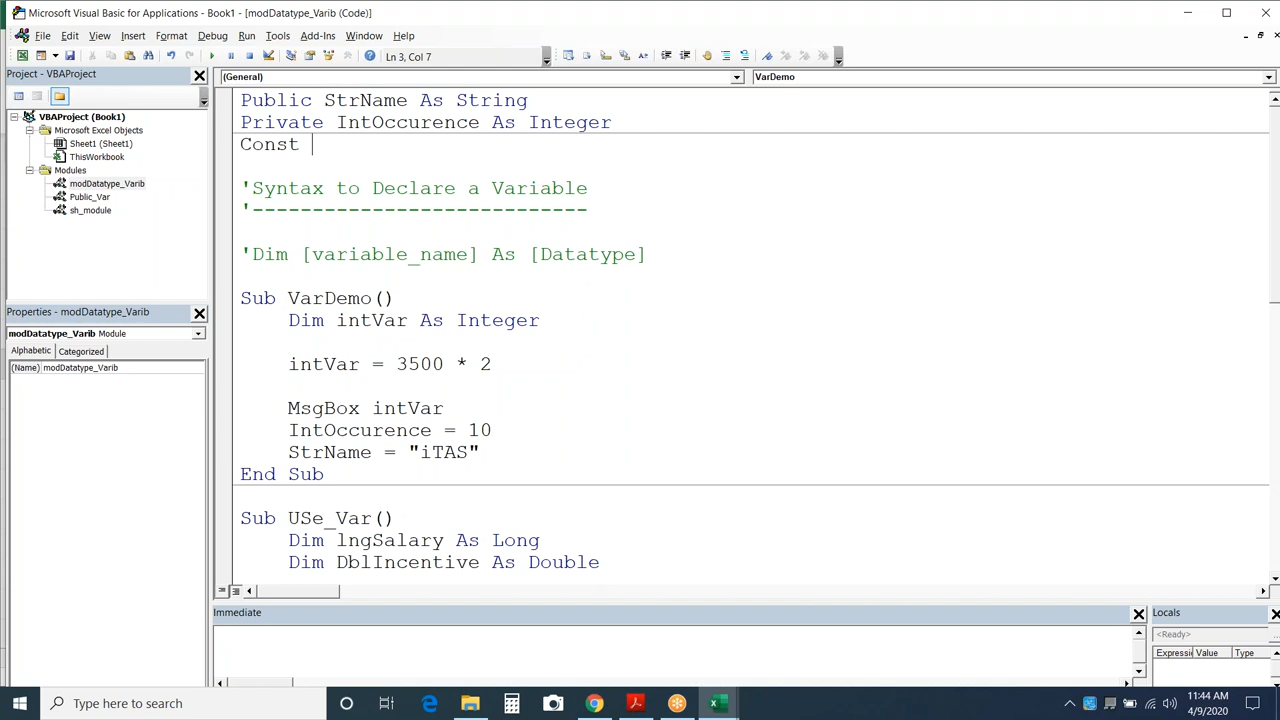 Microsoft Visual Basic for Applications - Book1 - [modDatatype_Varib (Code)]
File Edit View Insert Format Debug Run Tools Add-Ins Window Help
Ln 3, Col 7
Project - VBAProject
(General)
VarDemo
VBAProject (Book1)
Microsoft Excel Objects
Sheet1 (Sheet1)
ThisWorkbook
Modules
modDatatype_Varib
Public_Var
sh_module
Properties - modDatatype_Varib
modDatatype_Varib Module
Alphabetic Categorized
(Name) modDatatype_Varib
Public StrName As String
Private IntOccurence As Integer
Const
'Syntax to Declare a Variable
'----------------------------
'Dim [variable_name] As [Datatype]
Sub VarDemo()
Dim intVar As Integer
intVar = 3500 * 2
MsgBox intVar
IntOccurence = 10
StrName = "iTAS"
End Sub
Sub USe_Var()
Dim lngSalary As Long
Dim DblIncentive As Double
Immediate
Locals
<Ready>
Expressi Value Type
Type here to search
11:44 AM
4/9/2020